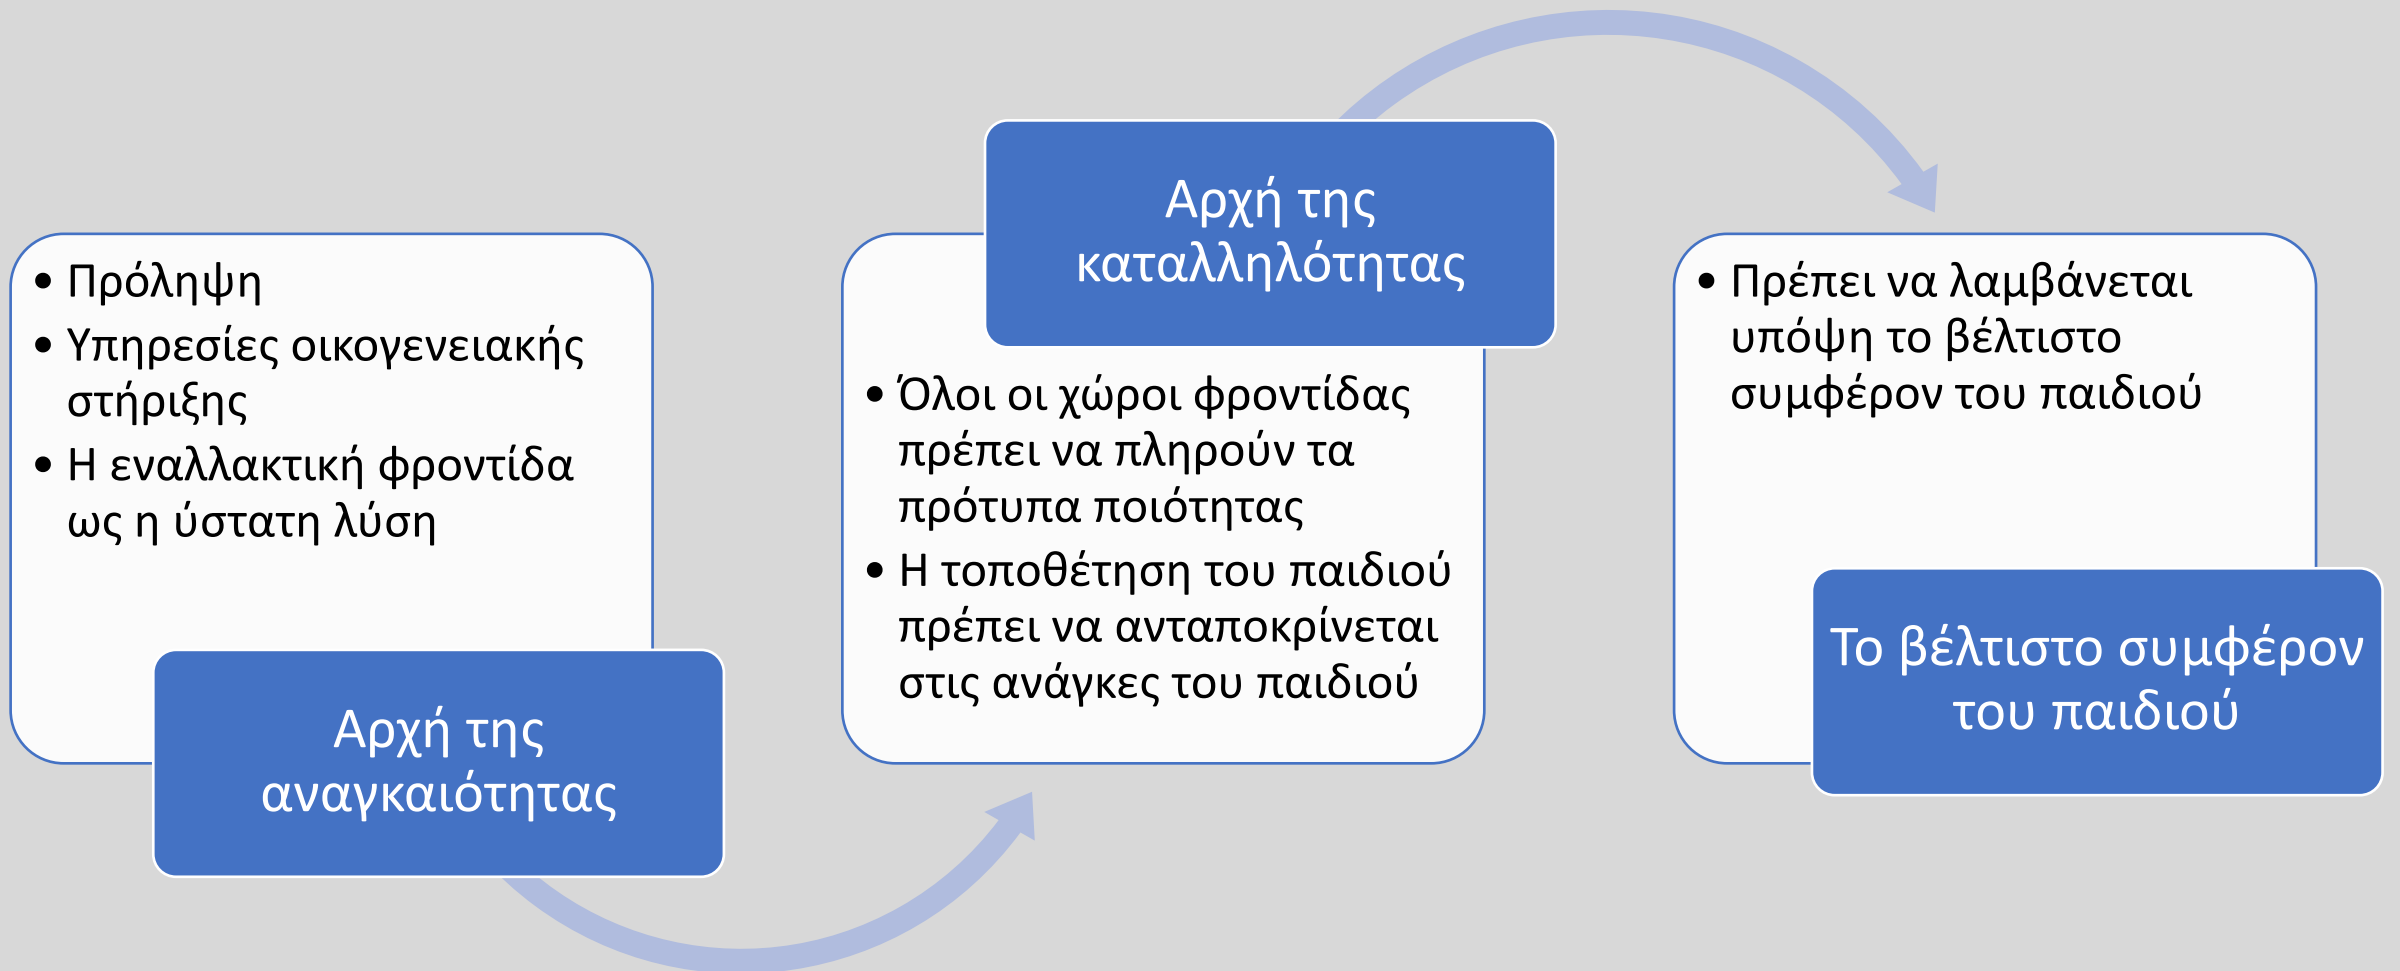 • Πρόληψη
• Υπηρεσίες οικογενειακής
στήριξης
• Η εναλλακτική φροντίδα
ως η ύστατη λύση
Αρχή της
αναγκαιότητας
Αρχή της
καταλληλότητας
• Όλοι οι χώροι φροντίδας
πρέπει να πληρούν τα
πρότυπα ποιότητας
• Η τοποθέτηση του παιδιού
πρέπει να ανταποκρίνεται
στις ανάγκες του παιδιού
• Πρέπει να λαμβάνεται
υπόψη το βέλτιστο
συμφέρον του παιδιού
Το βέλτιστο συμφέρον
του παιδιού